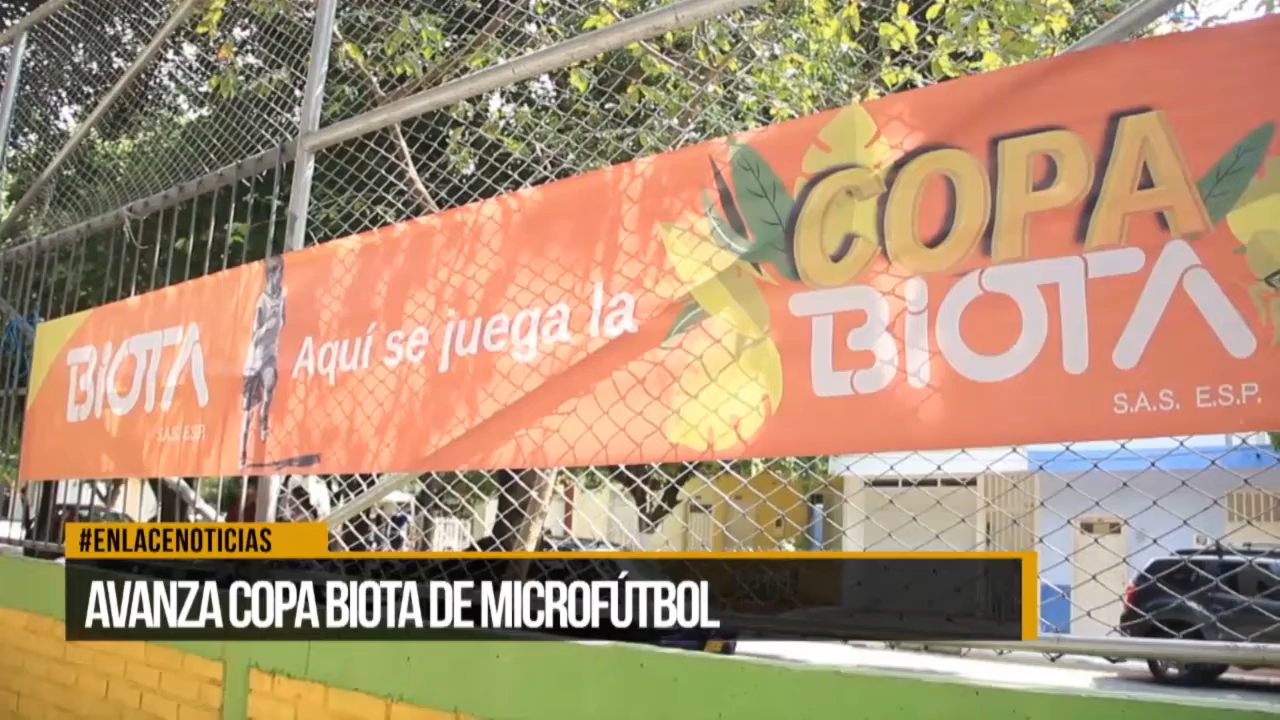 COPA
BIOTA
S.A.S. E.S.P.
Aquí se juega la
BIOTA
S.A.S. E.S.P.
#ENLACENOTICIAS
AVANZA COPA BIOTA DE MICROFÚTBOL